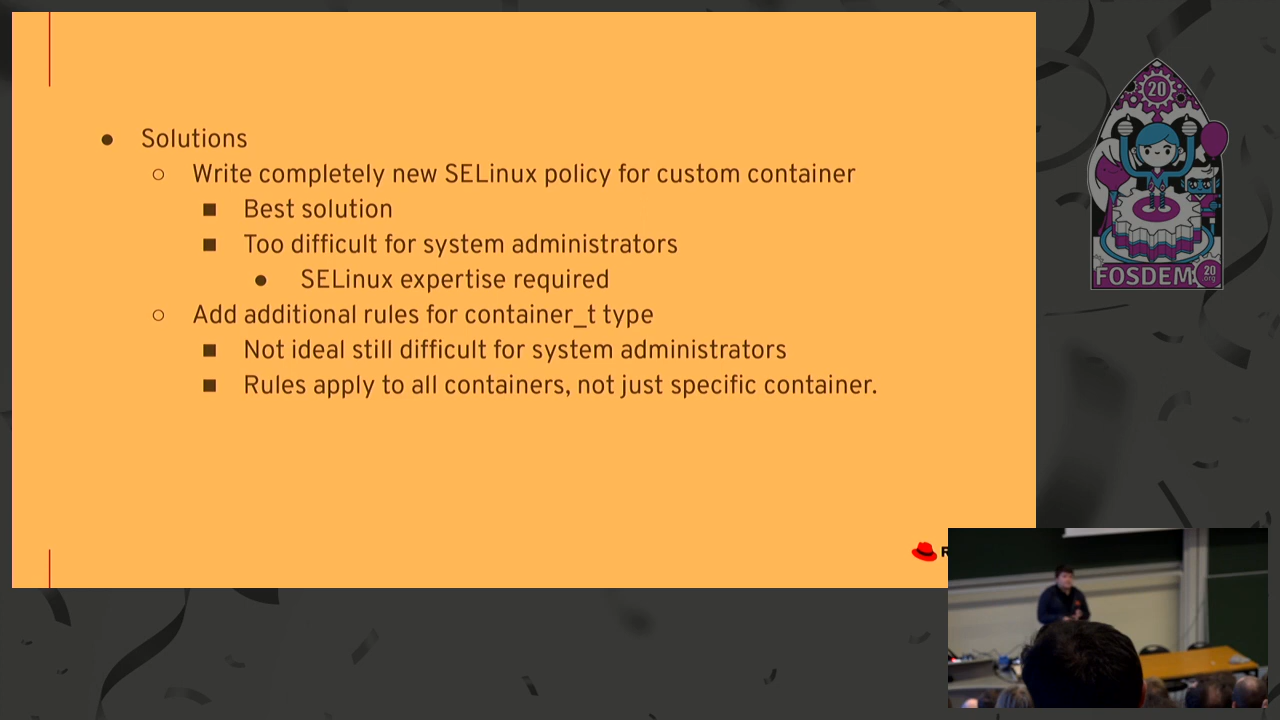 Solutions
Write completely new SELinux policy for custom container
Best solution
Too difficult for system administrators
SELinux expertise required
Add additional rules for container_t type
Not ideal still difficult for system administrators
Rules apply to all containers, not just specific container.
20
FOSDEM
20
org